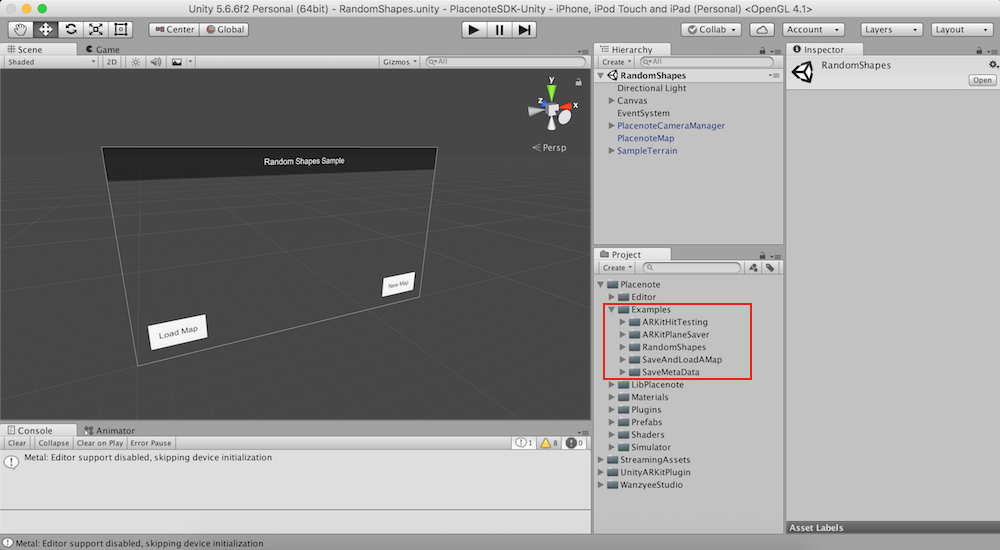 Unity 5.6.6f2 Personal (64bit) - RandomShapes.unity - PlacenoteSDK-Unity - iPhone, iPod Touch and iPad (Personal) <OpenGL 4.1>
Center Global Collab Account Layers Layout
Scene Game
Shaded 2D Gizmos All
y
z x
Persp
Random Shapes Sample
New Map
Load Map
Hierarchy
Create All
RandomShapes
Directional Light
Canvas
EventSystem
PlacenoteCameraManager
PlacenoteMap
SampleTerrain
Project
Create
Placenote
Editor
Examples
ARKitHitTesting
ARKitPlaneSaver
RandomShapes
SaveAndLoadAMap
SaveMetaData
LibPlacenote
Materials
Plugins
Prefabs
Shaders
Simulator
StreamingAssets
UnityARKitPlugin
WanzyeeStudio
Inspector
RandomShapes
Open
Asset Labels
Console Animator
Clear Collapse Clear on Play Error Pause 1 8 0
Metal: Editor support disabled, skipping device initialization
Metal: Editor support disabled, skipping device initialization